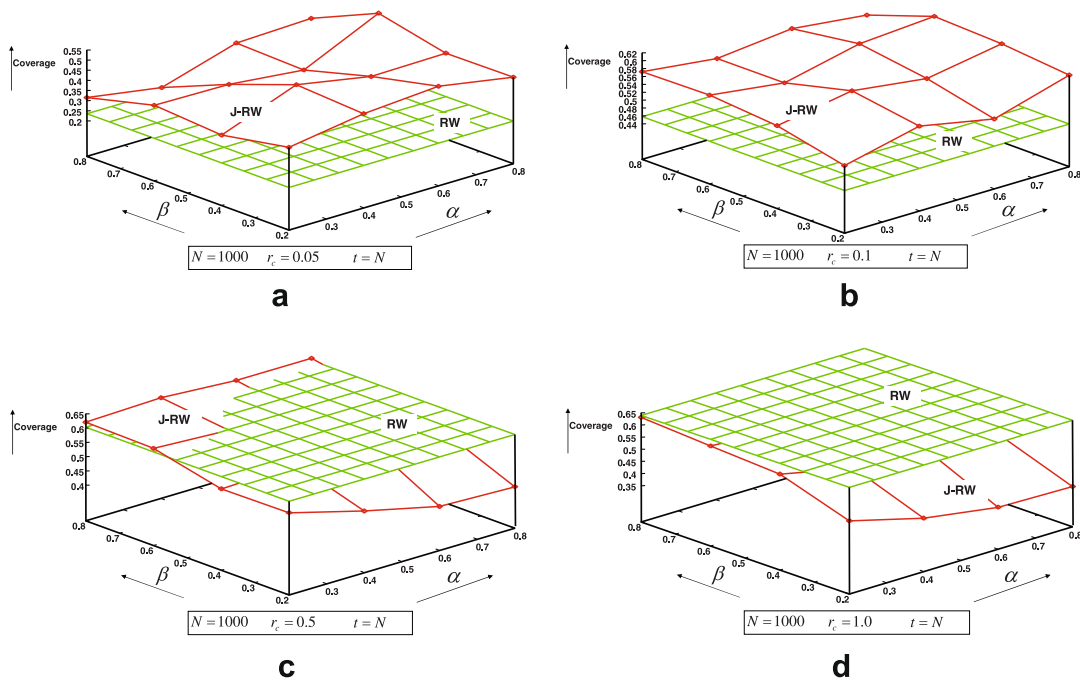 0.55
0.5
0.45
0.4
0.35
0.3
0.25
0.2
Coverage
J-RW
RW
0.8
0.7
0.6
0.5
0.4
0.3
0.2
β
0.3
0.4
0.5
0.6
0.7
0.8
α
N = 1000 r_c = 0.05 t = N
a
0.62
0.6
0.58
0.56
0.52
0.5
0.48
0.46
0.44
Coverage
J-RW
RW
0.8
0.7
0.6
0.5
0.4
0.3
0.2
β
0.3
0.4
0.5
0.6
0.7
0.8
α
N = 1000 r_c = 0.1 t = N
b
0.65
0.6
0.55
0.5
0.45
0.4
Coverage
J-RW
RW
0.8
0.7
0.6
0.5
0.4
0.3
0.2
β
0.3
0.4
0.5
0.6
0.7
0.8
α
N = 1000 r_c = 0.5 t = N
c
0.65
0.6
0.55
0.5
0.45
0.4
0.35
Coverage
RW
J-RW
0.8
0.7
0.6
0.5
0.4
0.3
0.2
β
0.3
0.4
0.5
0.6
0.7
0.8
α
N = 1000 r_c = 1.0 t = N
d